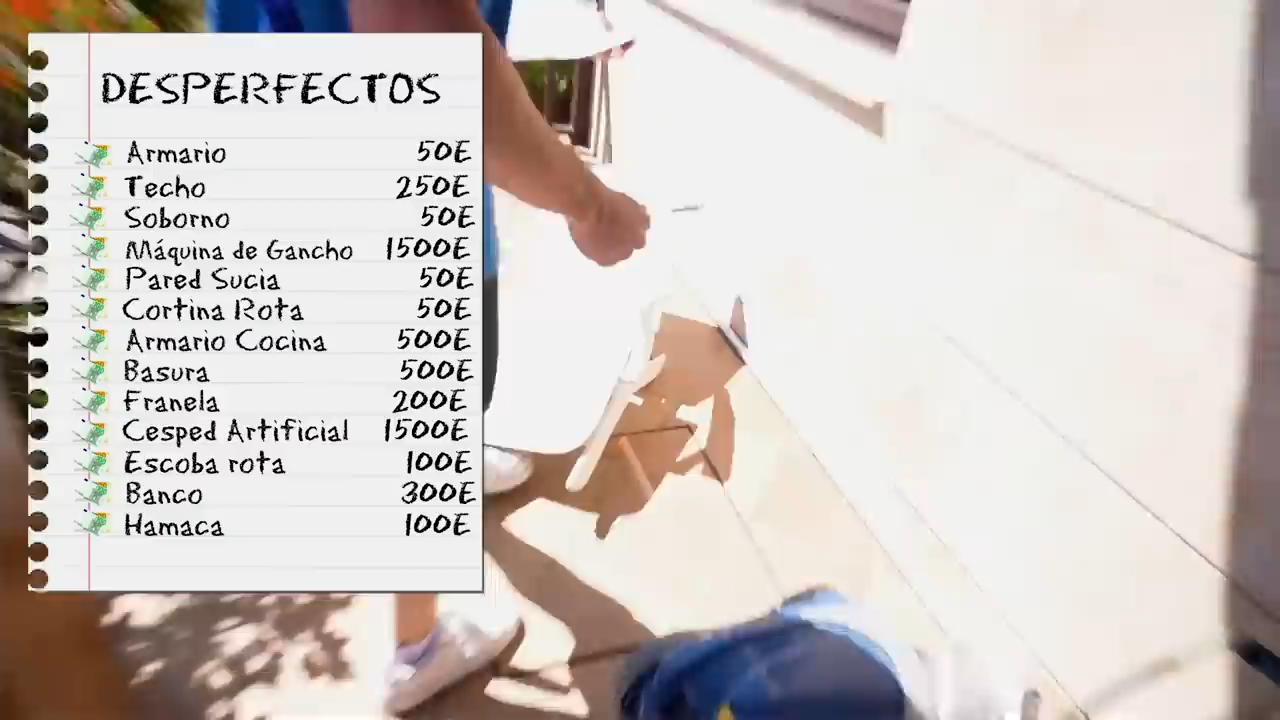 DESPERFECTOS
Armario 50E
Techo 250E
Soborno 50E
Máquina de Gancho 1500E
Pared Sucia 50E
Cortina Rota 50E
Armario Cocina 500E
Basura 500E
Franela 200E
Cesped Artificial 1500E
Escoba rota 100E
Banco 300E
Hamaca 100E